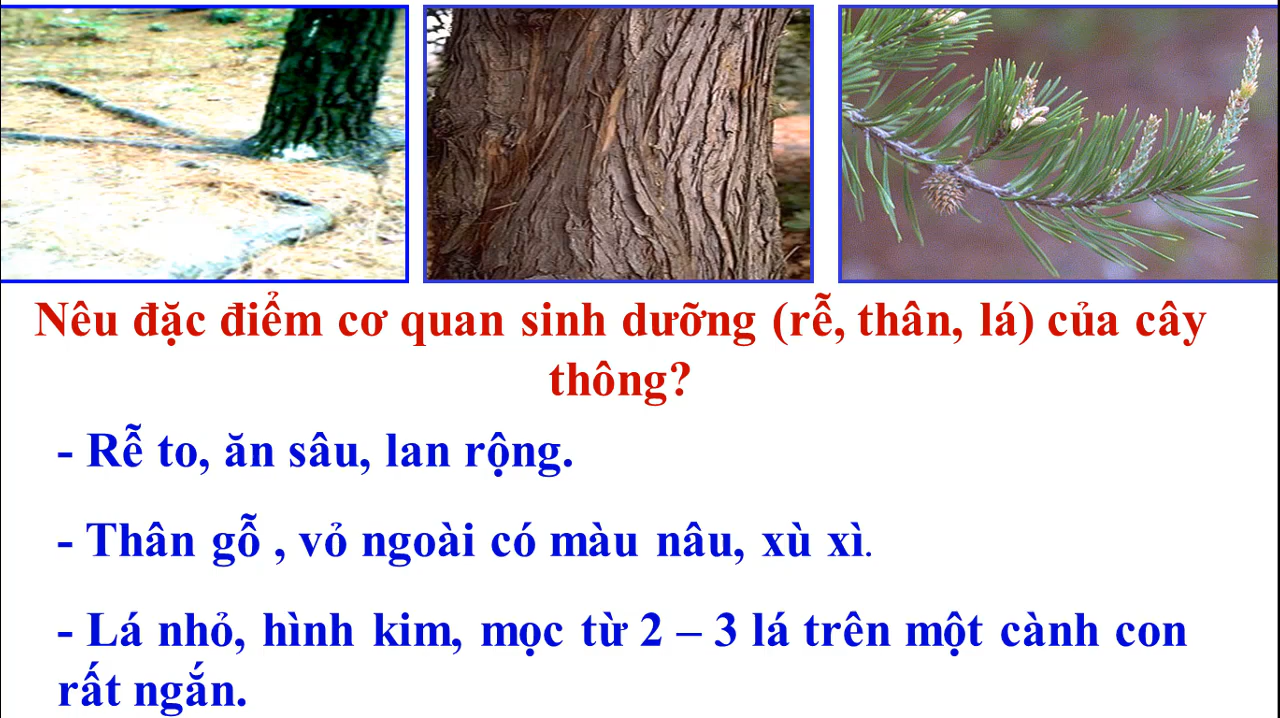 Nêu đặc điểm cơ quan sinh dưỡng (rễ, thân, lá) của cây
thông?
- Rễ to, ăn sâu, lan rộng.
- Thân gỗ , vỏ ngoài có màu nâu, xù xì.
- Lá nhỏ, hình kim, mọc từ 2 – 3 lá trên một cành con
rất ngắn.